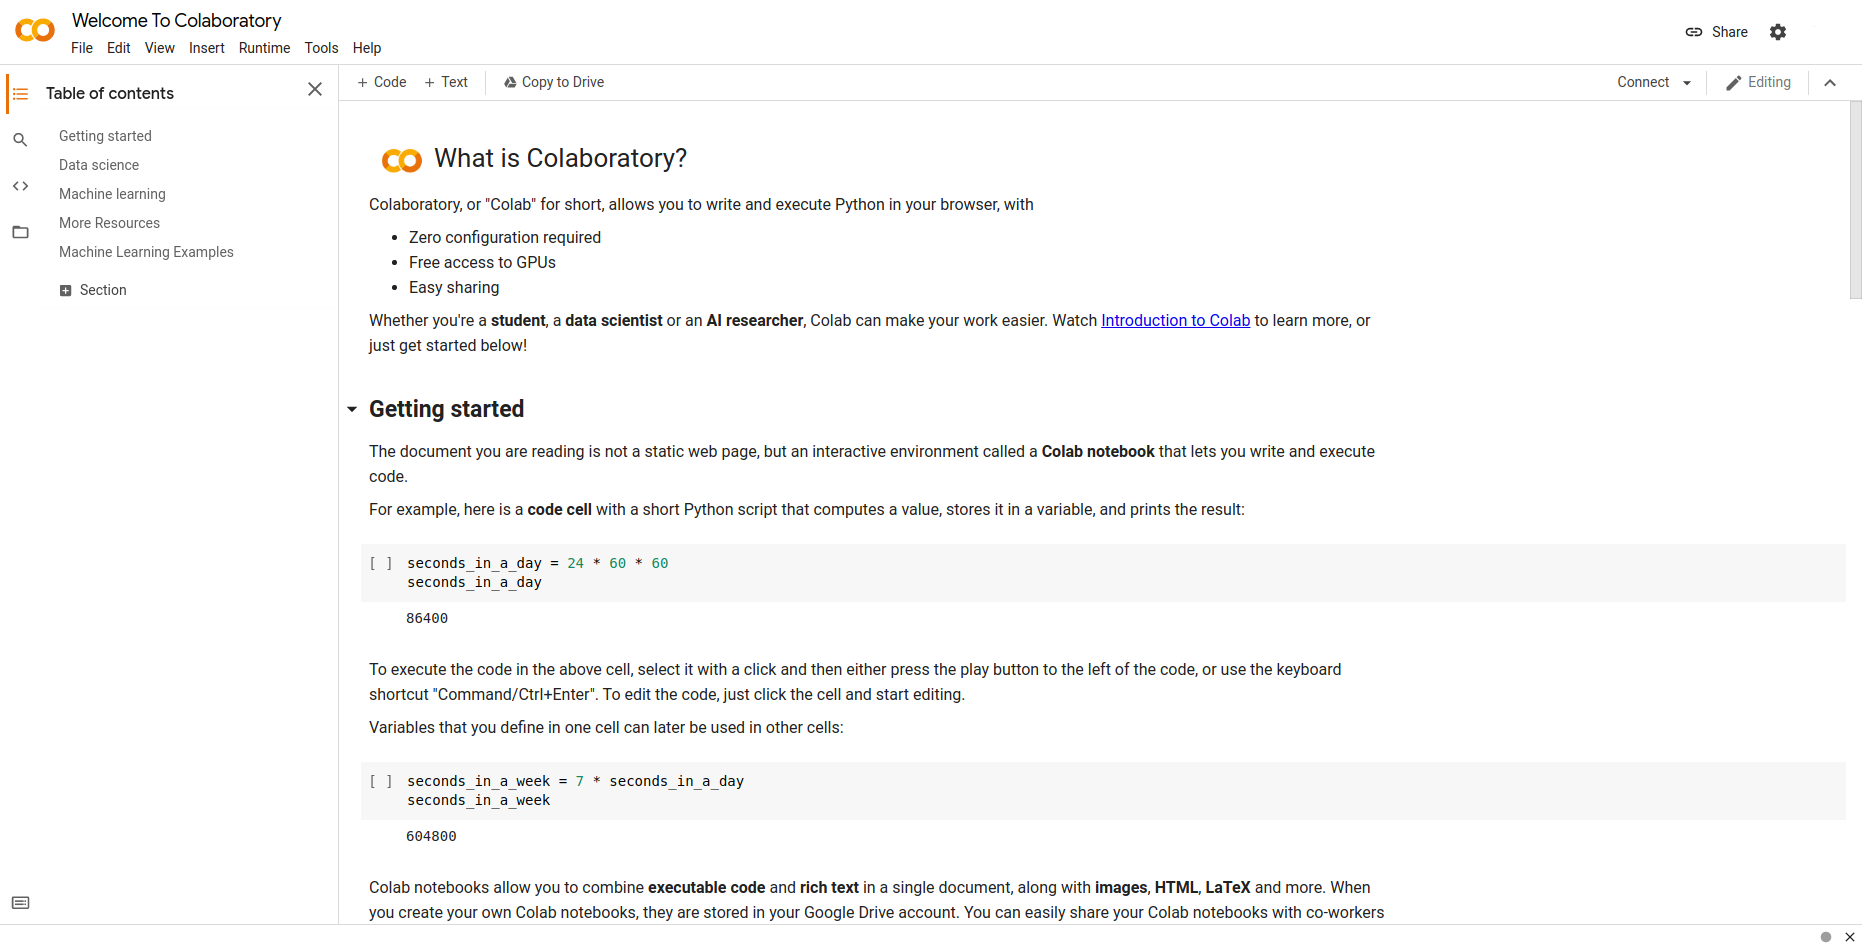 Welcome To Colaboratory
File Edit View Insert Runtime Tools Help
Share
Table of contents
Getting started
Data science
Machine learning
More Resources
Machine Learning Examples
Section
+ Code + Text Copy to Drive
Connect Editing
What is Colaboratory?
Colaboratory, or "Colab" for short, allows you to write and execute Python in your browser, with
• Zero configuration required
• Free access to GPUs
• Easy sharing
Whether you're a student, a data scientist or an AI researcher, Colab can make your work easier. Watch Introduction to Colab to learn more, or
just get started below!
Getting started
The document you are reading is not a static web page, but an interactive environment called a Colab notebook that lets you write and execute
code.
For example, here is a code cell with a short Python script that computes a value, stores it in a variable, and prints the result:
[ ] seconds_in_a_day = 24 * 60 * 60
seconds_in_a_day
86400
To execute the code in the above cell, select it with a click and then either press the play button to the left of the code, or use the keyboard
shortcut "Command/Ctrl+Enter". To edit the code, just click the cell and start editing.
Variables that you define in one cell can later be used in other cells:
[ ] seconds_in_a_week = 7 * seconds_in_a_day
seconds_in_a_week
604800
Colab notebooks allow you to combine executable code and rich text in a single document, along with images, HTML, LaTeX and more. When
you create your own Colab notebooks, they are stored in your Google Drive account. You can easily share your Colab notebooks with co-workers